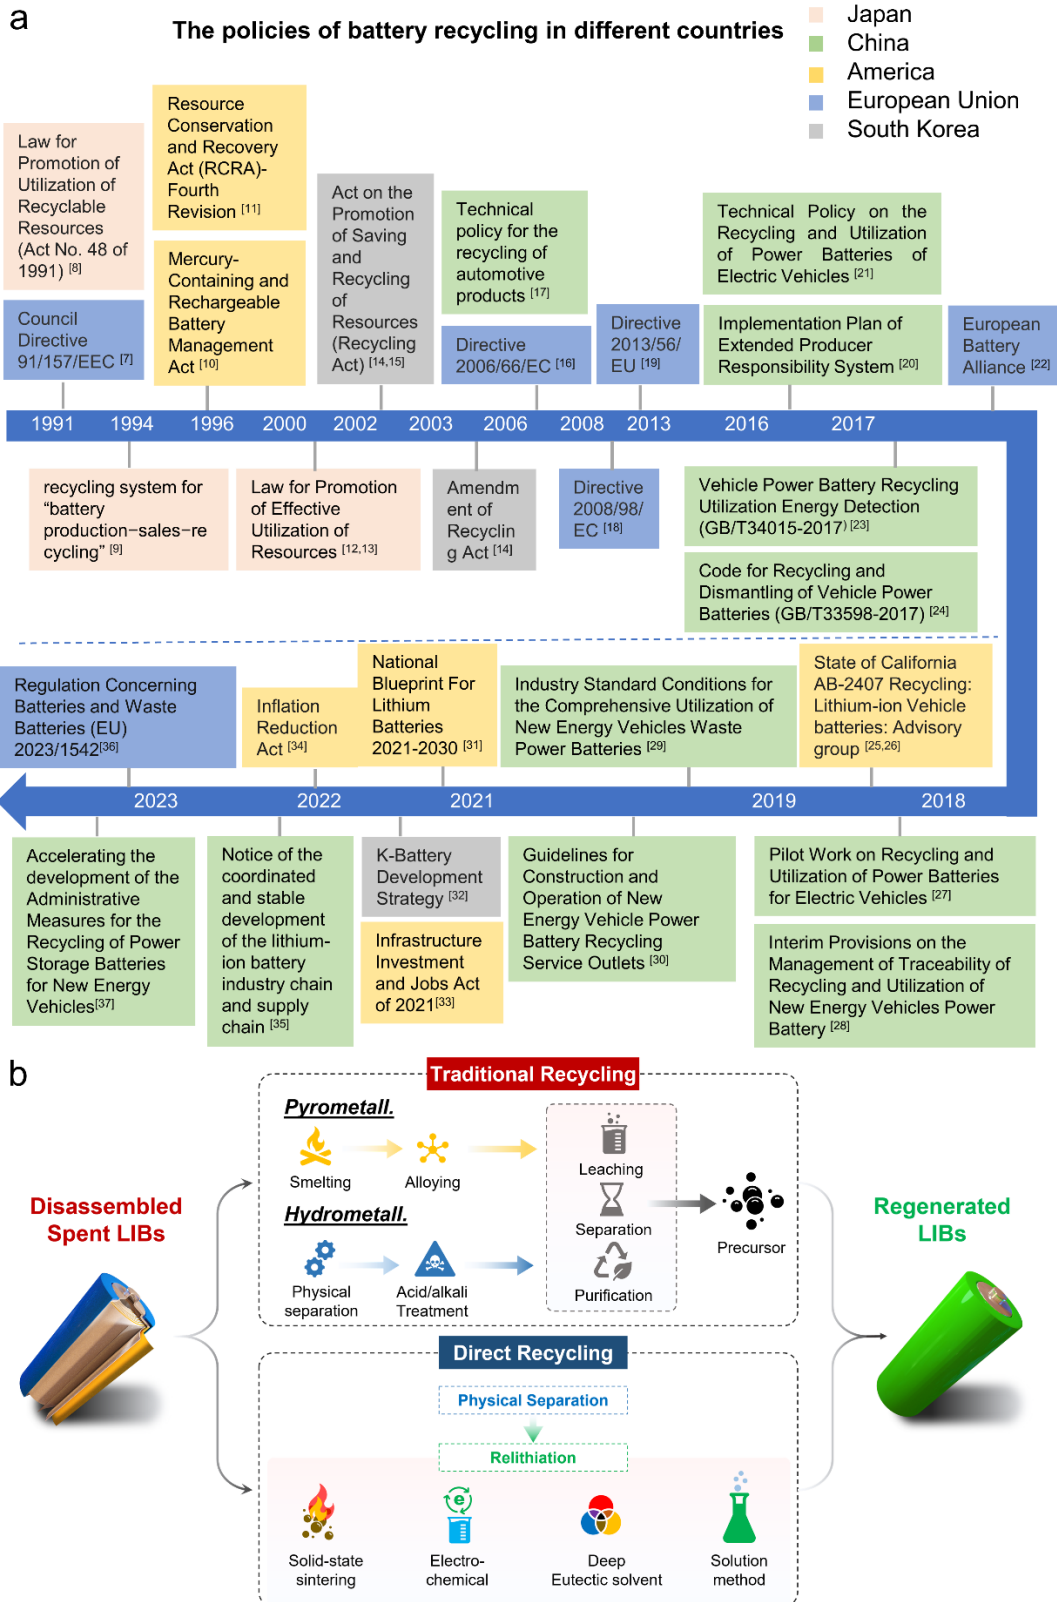 a
The policies of battery recycling in different countries
Japan
China
America
European Union
South Korea
Law for
Promotion of
Utilization of
Recyclable
Resources
(Act No. 48 of
1991) [8]
Council
Directive
91/157/EEC [7]
Resource
Conservation
and Recovery
Act (RCRA)-
Fourth
Revision [11]
Mercury-
Containing and
Rechargeable
Battery
Management
Act [10]
Act on the
Promotion
of Saving
and
Recycling
of
Resources
(Recycling
Act) [14,15]
Technical
policy for the
recycling of
automotive
products [17]
Directive
2006/66/EC [16]
Directive
2013/56/
EU [19]
Technical Policy on the
Recycling and Utilization
of Power Batteries of
Electric Vehicles [21]
Implementation Plan of
Extended Producer
Responsibility System [20]
European
Battery
Alliance [22]
1991 1994 1996 2000 2002 2003 2006 2008 2013 2016 2017
recycling system for
“battery
production−sales−re
cycling” [9]
Law for Promotion
of Effective
Utilization of
Resources [12,13]
Amendm
ent of
Recyclin
g Act [14]
Directive
2008/98/
EC [18]
Vehicle Power Battery Recycling
Utilization Energy Detection
(GB/T34015-2017) [23]
Code for Recycling and
Dismantling of Vehicle Power
Batteries (GB/T33598-2017) [24]
Regulation Concerning
Batteries and Waste
Batteries (EU)
2023/1542[36]
Inflation
Reduction
Act [34]
National
Blueprint For
Lithium
Batteries
2021-2030 [31]
Industry Standard Conditions for
the Comprehensive Utilization of
New Energy Vehicles Waste
Power Batteries [29]
State of California
AB-2407 Recycling:
Lithium-ion Vehicle
batteries: Advisory
group [25,26]
2023 2022 2021 2019 2018
Accelerating the
development of the
Administrative
Measures for the
Recycling of Power
Storage Batteries
for New Energy
Vehicles[37]
Notice of the
coordinated
and stable
development
of the lithium-
ion battery
industry chain
and supply
chain [35]
K-Battery
Development
Strategy [32]
Infrastructure
Investment
and Jobs Act
of 2021[33]
Guidelines for
Construction and
Operation of New
Energy Vehicle Power
Battery Recycling
Service Outlets [30]
Pilot Work on Recycling and
Utilization of Power Batteries
for Electric Vehicles [27]
Interim Provisions on the
Management of Traceability of
Recycling and Utilization of
New Energy Vehicles Power
Battery [28]
b
Traditional Recycling
Pyrometall.
Smelting
Alloying
Hydrometall.
Physical
separation
Acid/alkali
Treatment
Leaching
Separation
Purification
Precursor
Disassembled
Spent LIBs
Regenerated
LIBs
Direct Recycling
Physical Separation
Relithiation
e
Solid-state
sintering
Electro-
chemical
Deep
Eutectic solvent
Solution
method